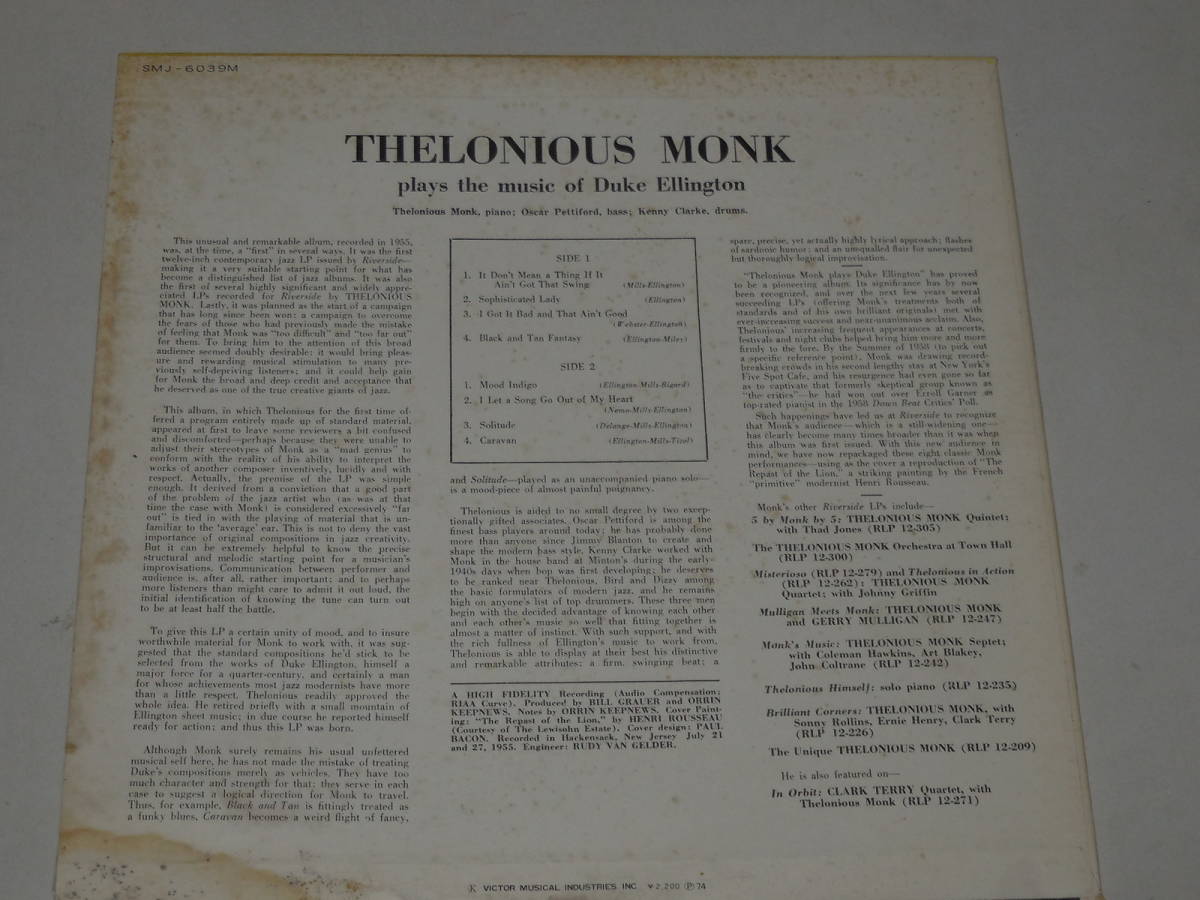 SMJ-6039M
THELONIOUS MONK
plays the music of Duke Ellington
Thelonious Monk, piano; Oscar Pettiford, bass; Kenny Clarke, drums.
This unusual and remarkable album, recorded in 1955,
was, at the time, a "first" in several ways. It was the first
twelve-inch contemporary jazz LP issued by Riverside—
making it a very suitable starting point for what has
become a distinguished list of jazz albums. It was also
the first of several highly significant and widely appre-
ciated LPs recorded for Riverside by THELONIOUS
MONK. Lastly, it was planned as the start of a campaign
that has long since been won: a campaign to overcome
the fears of those who had previously made the mistake
of feeling that Monk was "too difficult" and "too far out"
for them. To bring him to the attention of this broad
audience seemed doubly desirable; it would bring pleas-
ure and rewarding musical stimulation to many pre-
viously self-depriving listeners; and it could help gain
for Monk the broad and deep credit and acceptance that
he deserved as one of the true creative giants of jazz.
This album, in which Thelonious for the first time of-
fered a program entirely made up of standard material,
appeared at first to leave some reviewers a bit confused
and discomforted—perhaps because they were unable to
adjust their stereotypes of Monk as a "mad genius" to
conform with the reality of his ability to interpret the
works of another composer inventively, lucidly and with
respect. Actually, the premise of the LP was simple
enough. It derived from a conviction that a good part
of the problem of the jazz artist who (as was at that
time the case with Monk) is considered excessively "far
out" is tied in with the playing of material that is un-
familiar to the 'average' ear. This is not to deny the vast
importance of original compositions in jazz creativity.
But it can be extremely helpful to know the precise
structural and melodic starting point for a musician's
improvisations. Communication between performer and
audience is, after all, rather important; and to perhaps
more listeners than might care to admit it out loud, the
initial identification of knowing the tune can turn out
to be at least half the battle.
To give this LP a certain unity of mood, and to insure
worthwhile material for Monk to work with, it was sug-
gested that the standard compositions he'd stick to be
selected from the works of Duke Ellington, himself a
major force for a quarter-century, and certainly a man
for whose achievements most jazz modernists have more
than a little respect. Thelonious readily approved the
whole idea. He retired briefly with a small mountain of
Ellington sheet music; in due course he reported himself
ready for action; and thus this LP was born.
Although Monk surely remains his usual unfettered
musical self here, he has not made the mistake of treating
Duke's compositions merely as vehicles. They have too
much character and strength for that; they serve in each
case to suggest a logical direction for Monk to travel.
Thus, for example, Black and Tan is fittingly treated as
a funky blues, Caravan becomes a weird flight of fancy,
SIDE 1
1. It Don't Mean a Thing If It
Ain't Got That Swing (Mills-Ellington)
2. Sophisticated Lady (Ellington)
3. I Got It Bad and That Ain't Good
(Webster-Ellington)
4. Black and Tan Fantasy (Ellington-Miley)
SIDE 2
1. Mood Indigo (Ellington-Mills-Bigard)
2. I Let a Song Go Out of My Heart
(Nemo-Mills-Ellington)
3. Solitude (Delange-Mills-Ellington)
4. Caravan (Ellington-Mills-Tizol)
and Solitude—played as an unaccompanied piano solo—
is a mood-piece of almost painful poignancy.
Thelonious is aided to no small degree by two excep-
tionally gifted associates. Oscar Pettiford is among the
finest bass players around today; he has probably done
more than anyone since Jimmy Blanton to create and
shape the modern bass style. Kenny Clarke worked with
Monk in the house band at Minton's during the early-
1940s days when bop was first developing; he deserves
to be ranked near Thelonious, Bird and Dizzy among
the basic formulators of modern jazz, and he remains
high on anyone's list of top drummers. These three men
begin with the decided advantage of knowing each other
and each other's music so well that fitting together is
almost a matter of instinct. With such support, and with
the rich fullness of Ellington's music to work from,
Thelonious is able to display at their best his distinctive
and remarkable attributes: a firm, swinging beat; a
A HIGH FIDELITY Recording (Audio Compensation:
RIAA Curve). Produced by BILL GRAUER and ORRIN
KEEPNEWS. Notes by ORRIN KEEPNEWS. Cover Paint-
ing: "The Repast of the Lion," by HENRI ROUSSEAU
(Courtesy of The Lewisohn Estate). Cover design: PAUL
BACON. Recorded in Hackensack, New Jersey July 21
and 27, 1955. Engineer: RUDY VAN GELDER.
spare, precise, yet actually highly lyrical approach; flashes
of sardonic humor; and an unequalled flair for unexpected
but thoroughly logical improvisation.
"Thelonious Monk plays Duke Ellington" has proved
to be a pioneering album. Its significance has by now
been recognized, and over the next few years several
succeeding LPs (offering Monk's treatments both of
standards and of his own brilliant originals) met with
ever-increasing success and near-unanimous acclaim. Also,
Thelonious' increasing frequent appearances at concerts,
festivals and night clubs helped bring him more and more
firmly to the fore. By the Summer of 1958 (to pick out
a specific reference point), Monk was drawing record-
breaking crowds in his second lengthy stay at New York's
Five Spot Cafe, and his resurgence had even gone so far
as to captivate that formerly skeptical group known as
"the critics"—he had won out over Erroll Garner as
top-rated pianist in the 1958 Down Beat Critics' Poll.
Such happenings have led us at Riverside to recognize
that Monk's audience—which is a still-widening one—
has clearly become many times broader than it was when
this album was first issued. With this new audience in
mind, we have now repackaged these eight classic Monk
performances—using as the cover a reproduction of "The
Repast of the Lion," a striking painting by the French
"primitive" modernist Henri Rousseau.
Monk's other Riverside LPs include—
5 by Monk by 5: THELONIOUS MONK Quintet;
with Thad Jones (RLP 12-305)
The THELONIOUS MONK Orchestra at Town Hall
(RLP 12-300)
Misterioso (RLP 12-279) and Thelonious in Action
(RLP 12-262): THELONIOUS MONK
Quartet; with Johnny Griffin
Mulligan Meets Monk: THELONIOUS MONK
and GERRY MULLIGAN (RLP 12-247)
Monk's Music: THELONIOUS MONK Septet;
with Coleman Hawkins, Art Blakey,
John Coltrane (RLP 12-242)
Thelonious Himself: solo piano (RLP 12-235)
Brilliant Corners: THELONIOUS MONK, with
Sonny Rollins, Ernie Henry, Clark Terry
(RLP 12-226)
The Unique THELONIOUS MONK (RLP 12-209)
He is also featured on—
In Orbit: CLARK TERRY Quartet, with
Thelonious Monk (RLP 12-271)
K VICTOR MUSICAL INDUSTRIES INC ¥2,200 Ⓟ74